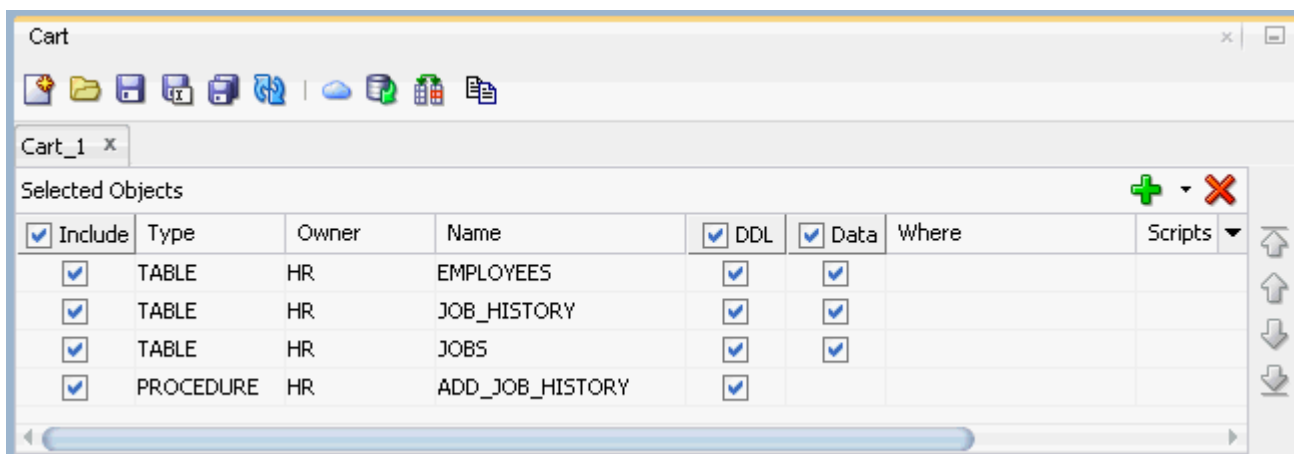 Cart
Cart_1
Selected Objects
Include Type Owner Name DDL Data Where Scripts
TABLE HR EMPLOYEES
TABLE HR JOB_HISTORY
TABLE HR JOBS
PROCEDURE HR ADD_JOB_HISTORY